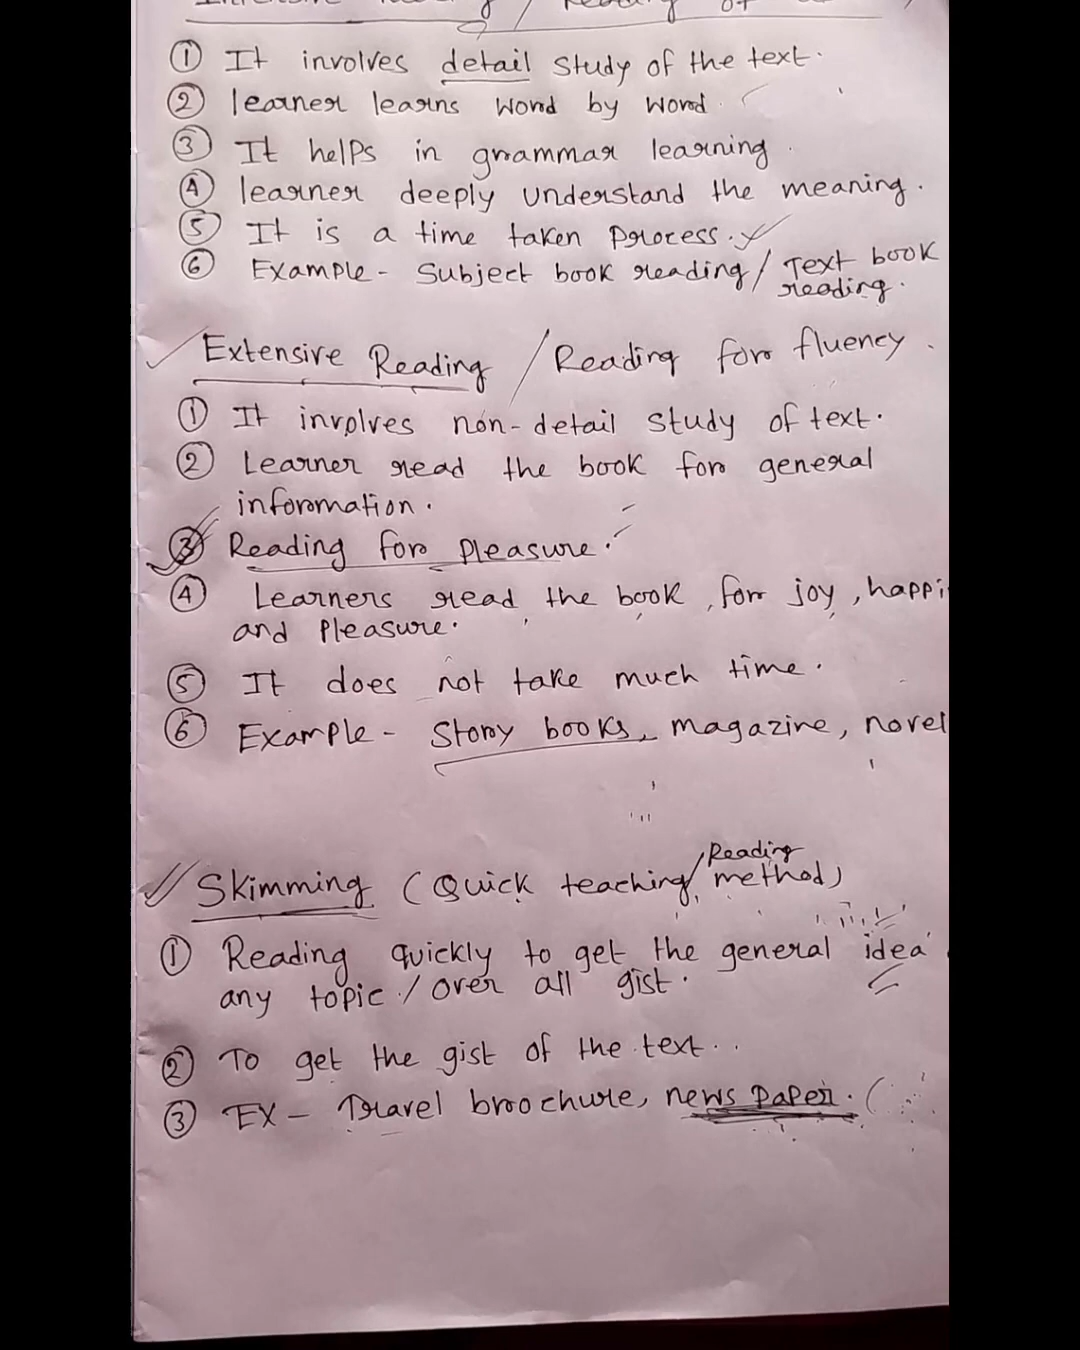 ① It involves detail study of the text.
② learner learns word by word
③ It helps in grammar learning.
④ learner deeply understand the meaning.
⑤ It is a time taken process.
⑥ Example - Subject book reading / Text book
reading.
Extensive Reading / Reading for fluency.
① It involves non-detail study of text.
② Learner read the book for general
information.
③ Reading for pleasure.
④ Learners read the book, for joy, happi
and pleasure.
⑤ It does not take much time.
⑥ Example - Story books, magazine, novel
Reading
Skimming (Quick teaching/ method)
① Reading quickly to get the general idea
any topic / over all gist.
② To get the gist of the text..
③ EX - Travel broochure, news paper.